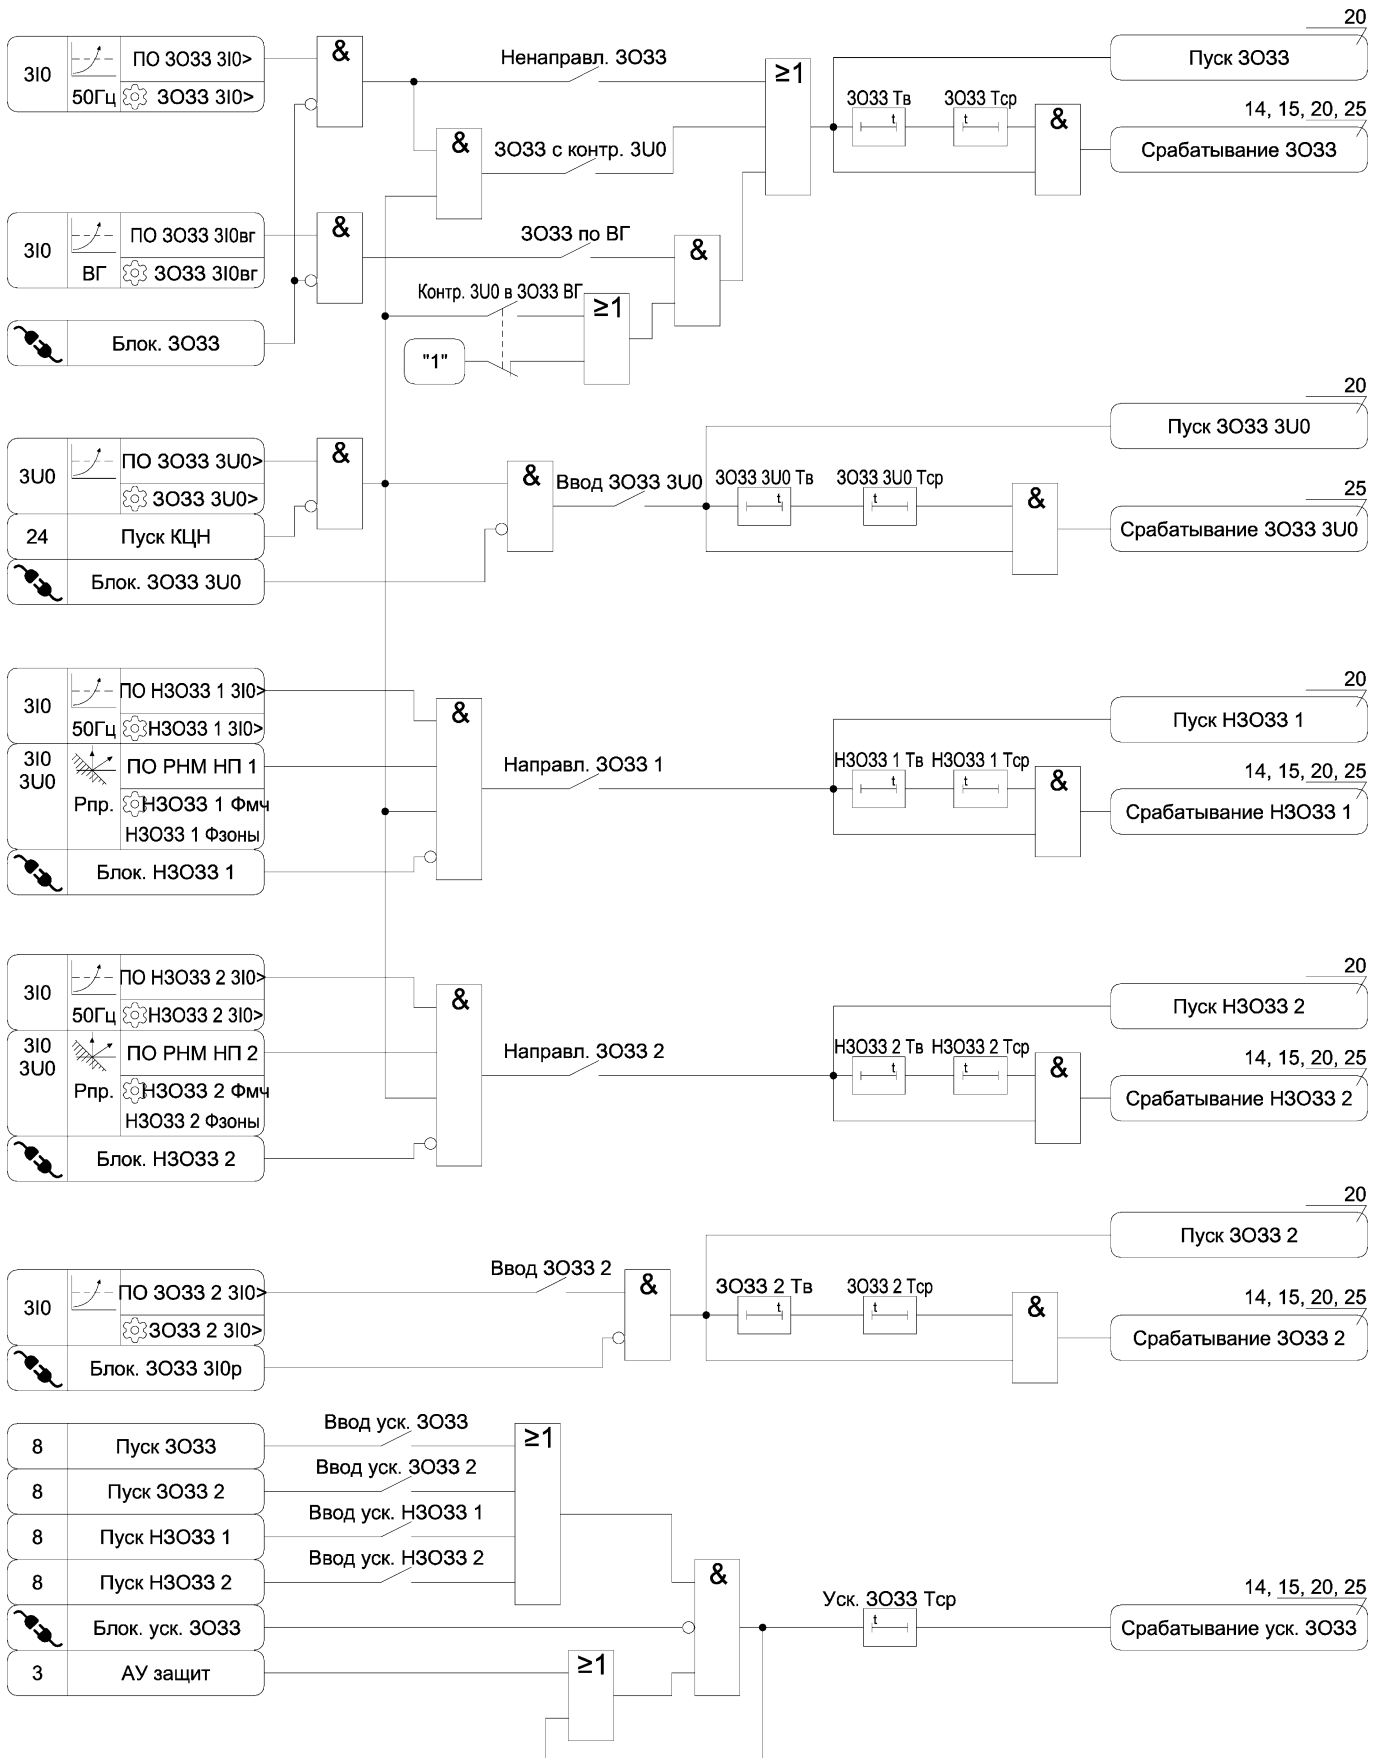 20
3I0
ПО ЗОЗЗ 3I0>
50Гц
ЗОЗЗ 3I0>
&
Ненаправл. ЗОЗЗ
≥1
Пуск ЗОЗЗ
ЗОЗЗ Тв
t
ЗОЗЗ Тср
t
&
14, 15, 20, 25
Срабатывание ЗОЗЗ
&
ЗОЗЗ с контр. 3U0
3I0
ПО ЗОЗЗ 3I0вг
ВГ
ЗОЗЗ 3I0вг
&
ЗОЗЗ по ВГ
&
Контр. 3U0 в ЗОЗЗ ВГ
≥1
Блок. ЗОЗЗ
"1"
20
Пуск ЗОЗЗ 3U0
3U0
ПО ЗОЗЗ 3U0>
ЗОЗЗ 3U0>
24
Пуск КЦН
Блок. ЗОЗЗ 3U0
&
&
Ввод ЗОЗЗ 3U0
ЗОЗЗ 3U0 Тв
t
ЗОЗЗ 3U0 Тср
t
&
25
Срабатывание ЗОЗЗ 3U0
20
3I0
ПО НЗОЗЗ 1 3I0>
50Гц
НЗОЗЗ 1 3I0>
3I0
3U0
ПО РНМ НП 1
Рпр.
НЗОЗЗ 1 Фмч
НЗОЗЗ 1 Фзоны
Блок. НЗОЗЗ 1
&
Направл. ЗОЗЗ 1
Пуск НЗОЗЗ 1
НЗОЗЗ 1 Тв
t
НЗОЗЗ 1 Тср
t
&
14, 15, 20, 25
Срабатывание НЗОЗЗ 1
20
3I0
ПО НЗОЗЗ 2 3I0>
50Гц
НЗОЗЗ 2 3I0>
3I0
3U0
ПО РНМ НП 2
Рпр.
НЗОЗЗ 2 Фмч
НЗОЗЗ 2 Фзоны
Блок. НЗОЗЗ 2
&
Направл. ЗОЗЗ 2
Пуск НЗОЗЗ 2
НЗОЗЗ 2 Тв
t
НЗОЗЗ 2 Тср
t
&
14, 15, 20, 25
Срабатывание НЗОЗЗ 2
20
Пуск ЗОЗЗ 2
3I0
ПО ЗОЗЗ 2 3I0>
ЗОЗЗ 2 3I0>
Блок. ЗОЗЗ 3I0р
Ввод ЗОЗЗ 2
&
ЗОЗЗ 2 Тв
t
ЗОЗЗ 2 Тср
t
&
14, 15, 20, 25
Срабатывание ЗОЗЗ 2
8
Пуск ЗОЗЗ
Ввод уск. ЗОЗЗ
≥1
8
Пуск ЗОЗЗ 2
Ввод уск. ЗОЗЗ 2
8
Пуск НЗОЗЗ 1
Ввод уск. НЗОЗЗ 1
8
Пуск НЗОЗЗ 2
Ввод уск. НЗОЗЗ 2
Блок. уск. ЗОЗЗ
&
Уск. ЗОЗЗ Тср
t
14, 15, 20, 25
Срабатывание уск. ЗОЗЗ
3
АУ защит
≥1